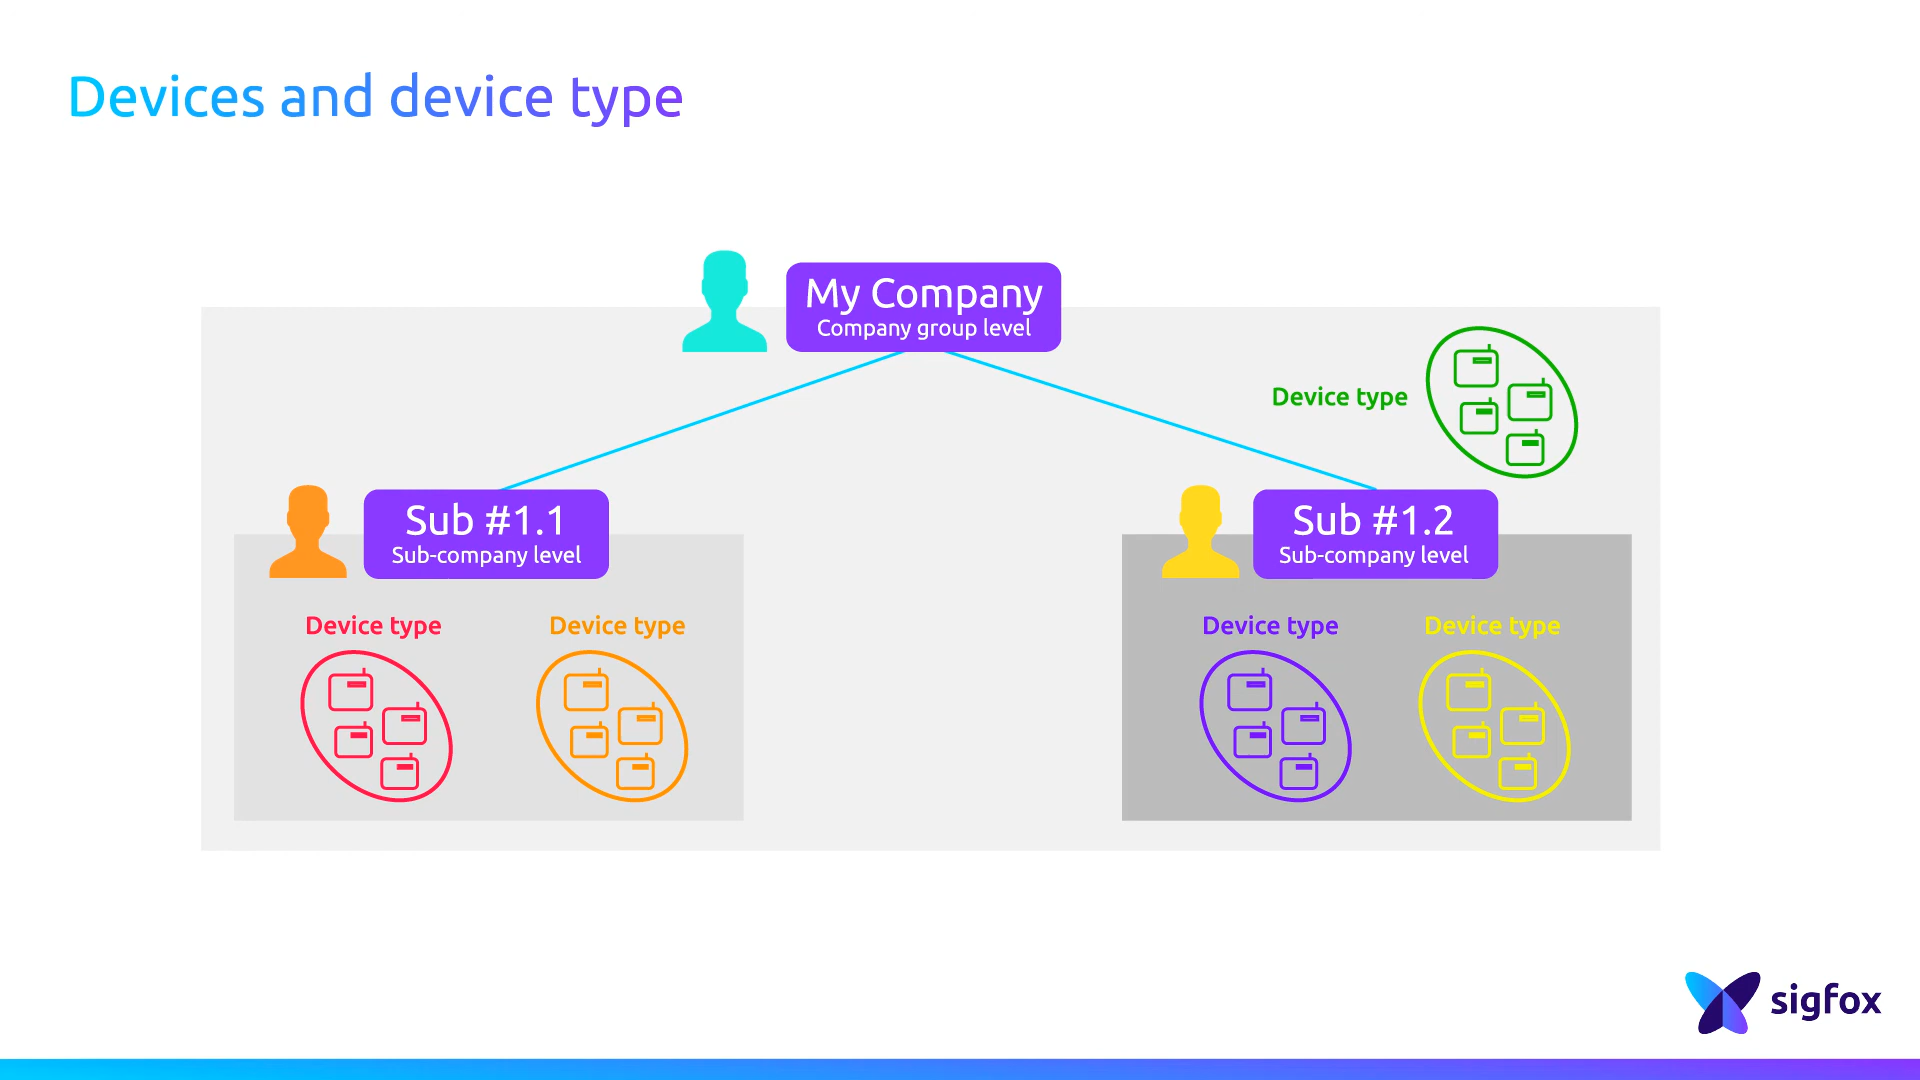 Devices and device type
My Company
Company group level
Device type
Sub #1.1
Sub-company level
Sub #1.2
Sub-company level
Device type
Device type
Device type
Device type
sigfox